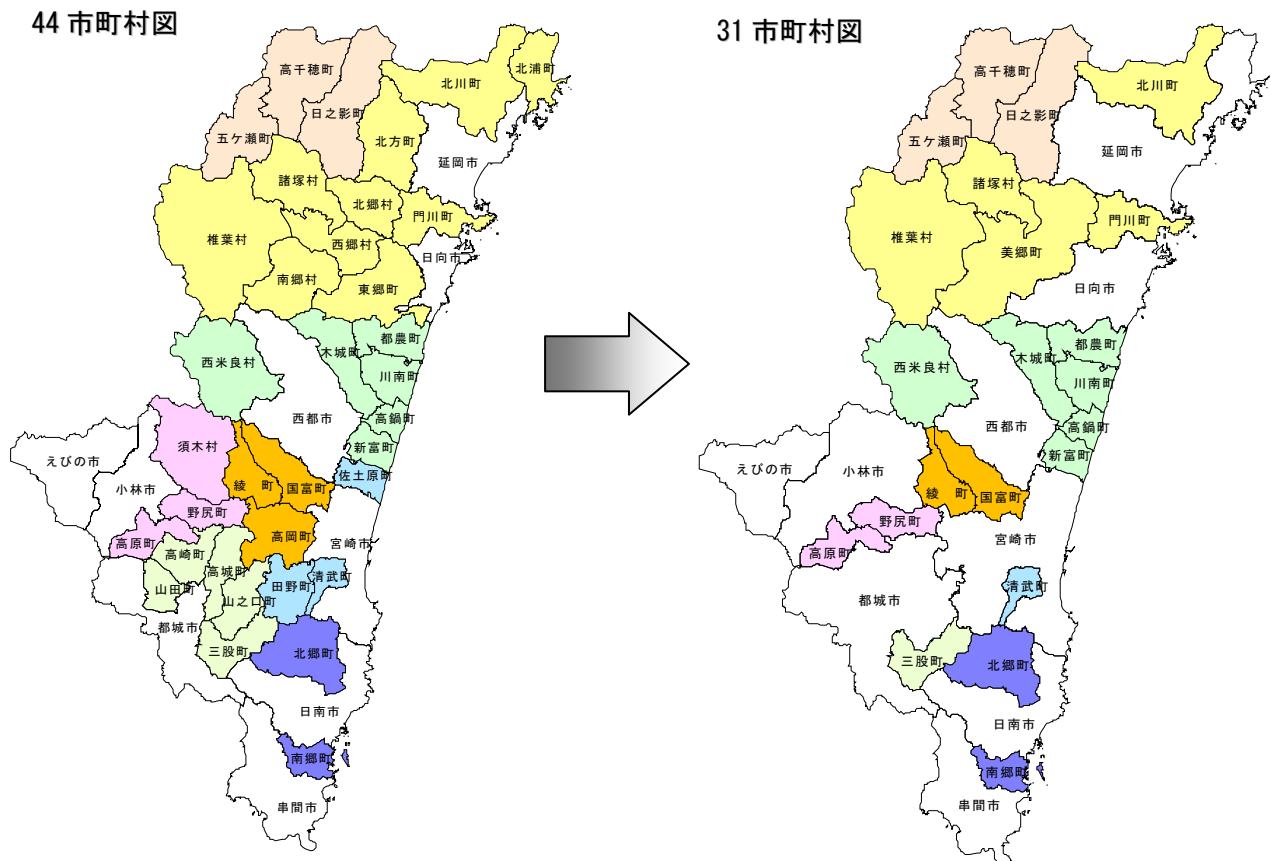 44 市町村図
高千穂町
北浦町
北川町
日之影町
五ケ瀬町
北方町
延岡市
諸塚村
北郷村
門川町
椎葉村
西郷村
日向市
南郷村
東郷町
都農町
木城町
西米良村
川南町
西都市
高鍋町
須木村
新富町
えびの市
佐土原町
綾　町
国富町
小林市
野尻町
高岡町
高原町
宮崎市
高崎町
高城町
清武町
山田町
田野町
山之口町
都城市
三股町
北郷町
日南市
南郷町
串間市
31 市町村図
高千穂町
北川町
日之影町
五ケ瀬町
延岡市
諸塚村
門川町
椎葉村
美郷町
日向市
都農町
木城町
西米良村
川南町
西都市
高鍋町
新富町
えびの市
小林市
綾　町
国富町
野尻町
宮崎市
高原町
清武町
都城市
三股町
北郷町
日南市
南郷町
串間市